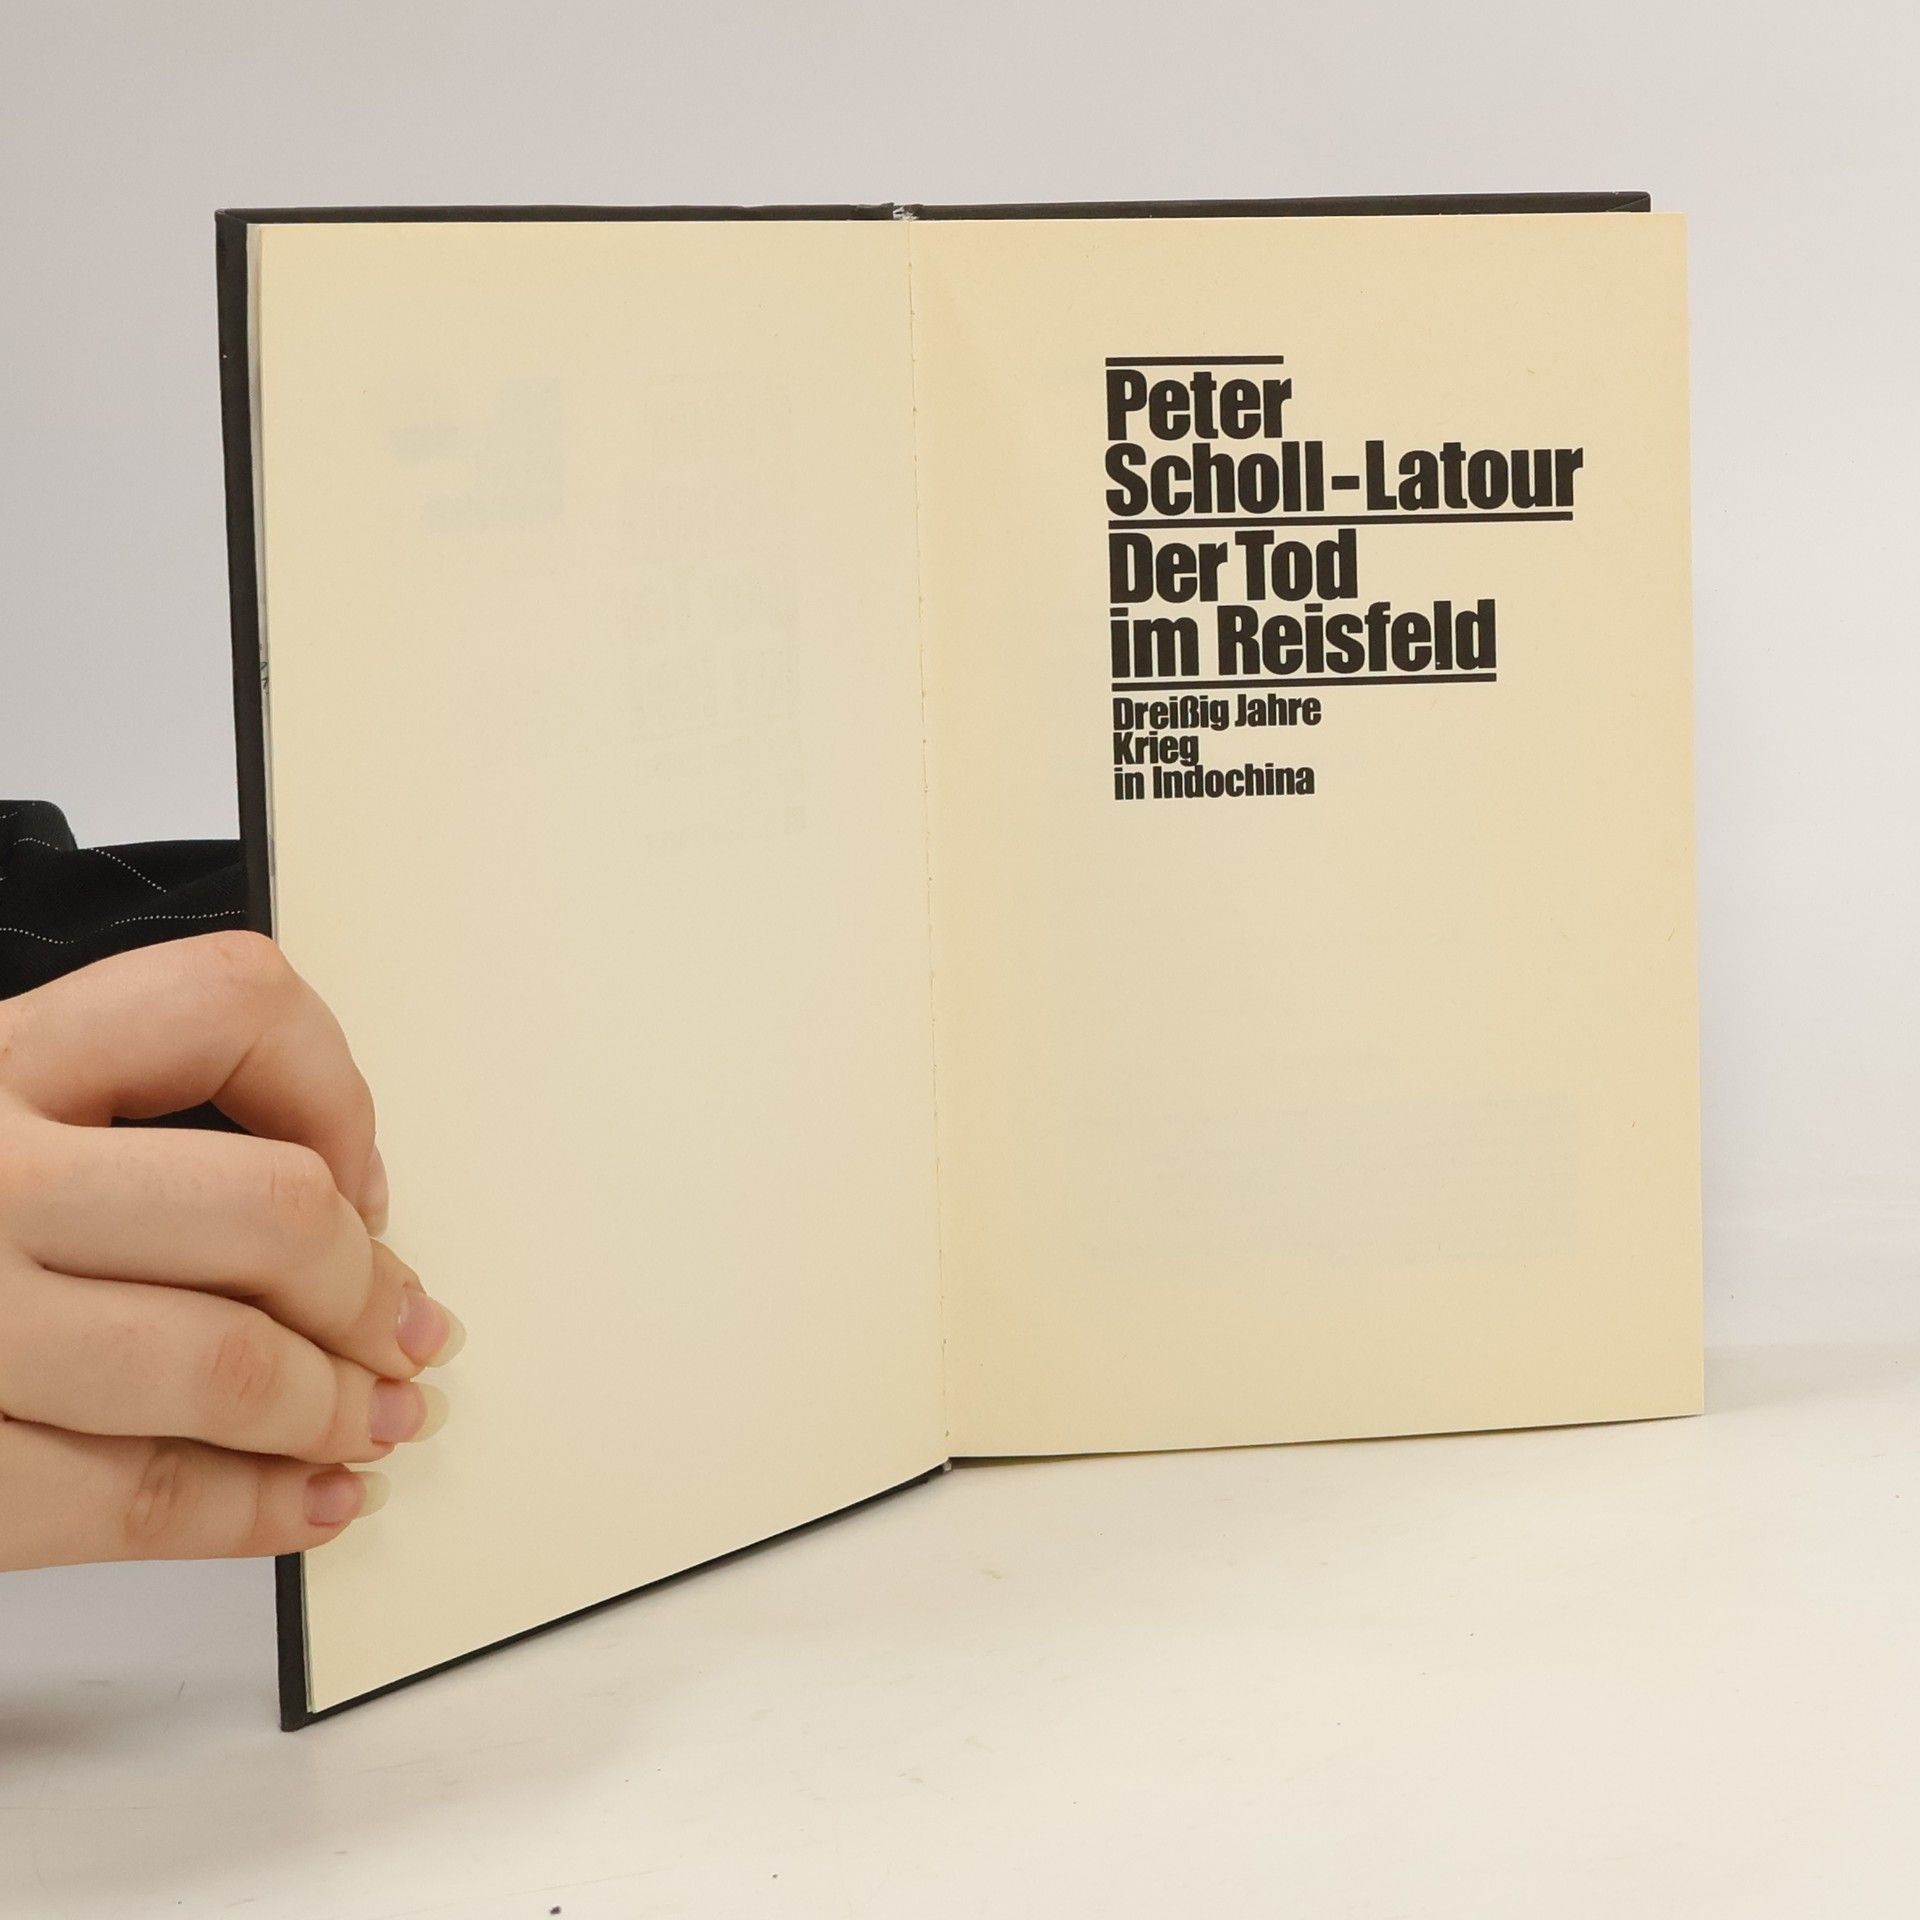 Peter
Scholl-Latour
Der Tod
im Reisfeld
Dreißig Jahre
Krieg
in Indochina